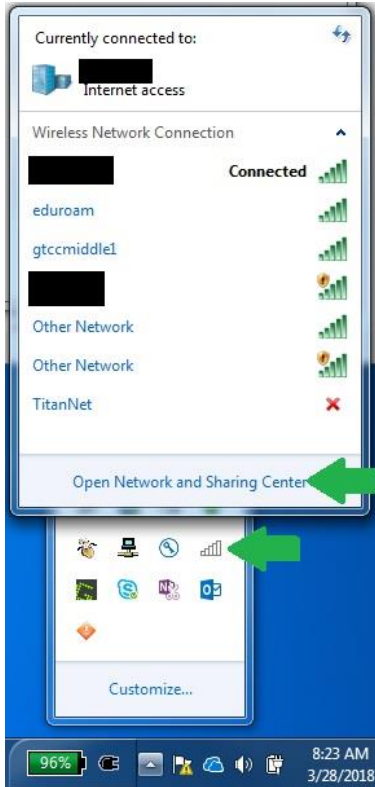 Currently connected to:
Internet access
Wireless Network Connection
Connected
eduroam
gtccmiddle1
Other Network
Other Network
TitanNet
Open Network and Sharing Center
Customize...
96%
8:23 AM
3/28/2018